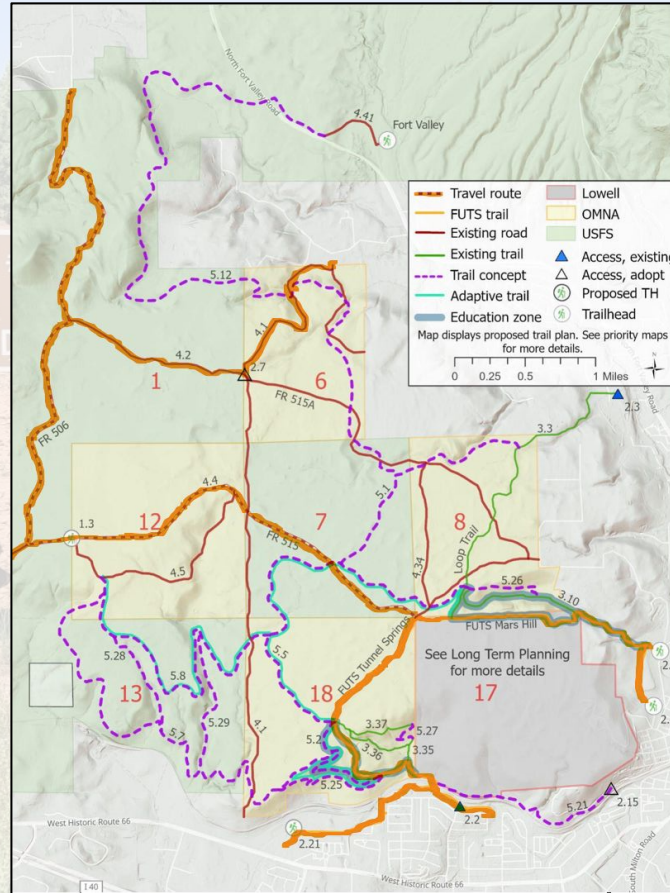 North Fort Valley Road
4.41
Fort Valley
Travel route
FUTS trail
Existing road
Existing trail
Trail concept
Adaptive trail
Education zone
Lowell
OMNA
USFS
Access, existing
Access, adopt
Proposed TH
Trailhead
Map displays proposed trail plan. See priority maps
for more details.
0 0.25 0.5 1 Miles
5.12
4.1
4.2
2.7
1
6
FR 515A
2.3
3.3
FR 506
5.1
4.4
12
7
8
1.3
FR 515
4.34
Loop Trail
4.5
5.26
3.10
FUTS Mars Hill
5.28
5.5
FUTS Tunnel Springs
See Long Term Planning
for more details
17
5.8
13
18
5.29
4.1
5.7
3.37
5.27
5.2
3.36
3.35
5.25
5.21
2.15
2.2
West Historic Route 66
2.21
South Milton Road
West Historic Route 66
140